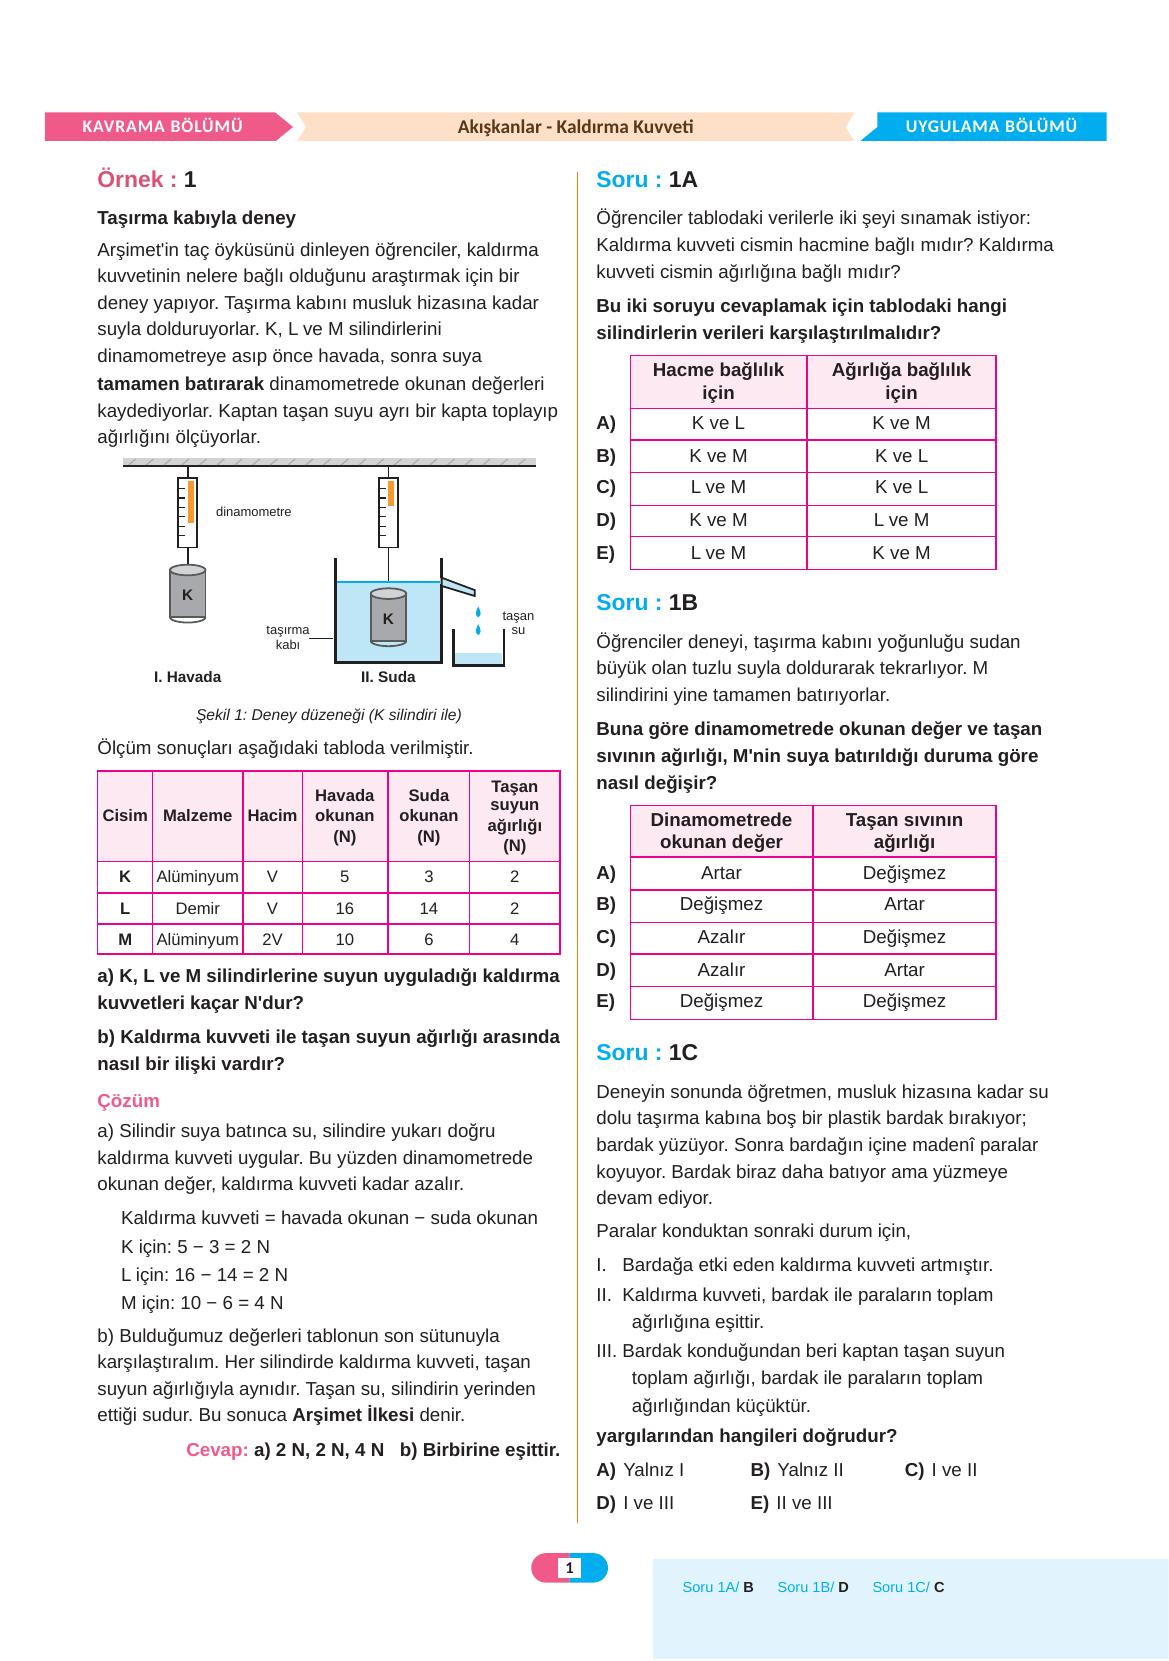 KAVRAMA BÖLÜMÜ
Akışkanlar - Kaldırma Kuvveti
UYGULAMA BÖLÜMÜ
Örnek : 1
Taşırma kabıyla deney
Arşimet'in taç öyküsünü dinleyen öğrenciler, kaldırma
kuvvetinin nelere bağlı olduğunu araştırmak için bir
deney yapıyor. Taşırma kabını musluk hizasına kadar
suyla dolduruyorlar. K, L ve M silindirlerini
dinamometreye asıp önce havada, sonra suya
tamamen batırarak dinamometrede okunan değerleri
kaydediyorlar. Kaptan taşan suyu ayrı bir kapta toplayıp
ağırlığını ölçüyorlar.
dinamometre
K
K
taşırma
kabı
taşan
su
I. Havada
II. Suda
Şekil 1: Deney düzeneği (K silindiri ile)
Ölçüm sonuçları aşağıdaki tabloda verilmiştir.
Cisim Malzeme Hacim Havada okunan (N) Suda okunan (N) Taşan suyun ağırlığı (N)
K Alüminyum V 5 3 2
L Demir V 16 14 2
M Alüminyum 2V 10 6 4
a) K, L ve M silindirlerine suyun uyguladığı kaldırma
kuvvetleri kaçar N'dur?
b) Kaldırma kuvveti ile taşan suyun ağırlığı arasında
nasıl bir ilişki vardır?
Çözüm
a) Silindir suya batınca su, silindire yukarı doğru
kaldırma kuvveti uygular. Bu yüzden dinamometrede
okunan değer, kaldırma kuvveti kadar azalır.
Kaldırma kuvveti = havada okunan − suda okunan
K için: 5 − 3 = 2 N
L için: 16 − 14 = 2 N
M için: 10 − 6 = 4 N
b) Bulduğumuz değerleri tablonun son sütunuyla
karşılaştıralım. Her silindirde kaldırma kuvveti, taşan
suyun ağırlığıyla aynıdır. Taşan su, silindirin yerinden
ettiği sudur. Bu sonuca Arşimet İlkesi denir.
Cevap: a) 2 N, 2 N, 4 N b) Birbirine eşittir.
Soru : 1A
Öğrenciler tablodaki verilerle iki şeyi sınamak istiyor:
Kaldırma kuvveti cismin hacmine bağlı mıdır? Kaldırma
kuvveti cismin ağırlığına bağlı mıdır?
Bu iki soruyu cevaplamak için tablodaki hangi
silindirlerin verileri karşılaştırılmalıdır?
Hacme bağlılık için Ağırlığa bağlılık için
A) K ve L K ve M
B) K ve M K ve L
C) L ve M K ve L
D) K ve M L ve M
E) L ve M K ve M
Soru : 1B
Öğrenciler deneyi, taşırma kabını yoğunluğu sudan
büyük olan tuzlu suyla doldurarak tekrarlıyor. M
silindirini yine tamamen batırıyorlar.
Buna göre dinamometrede okunan değer ve taşan
sıvının ağırlığı, M'nin suya batırıldığı duruma göre
nasıl değişir?
Dinamometrede okunan değer Taşan sıvının ağırlığı
A) Artar Değişmez
B) Değişmez Artar
C) Azalır Değişmez
D) Azalır Artar
E) Değişmez Değişmez
Soru : 1C
Deneyin sonunda öğretmen, musluk hizasına kadar su
dolu taşırma kabına boş bir plastik bardak bırakıyor;
bardak yüzüyor. Sonra bardağın içine madenî paralar
koyuyor. Bardak biraz daha batıyor ama yüzmeye
devam ediyor.
Paralar konduktan sonraki durum için,
I. Bardağa etki eden kaldırma kuvveti artmıştır.
II. Kaldırma kuvveti, bardak ile paraların toplam
ağırlığına eşittir.
III. Bardak konduğundan beri kaptan taşan suyun
toplam ağırlığı, bardak ile paraların toplam
ağırlığından küçüktür.
yargılarından hangileri doğrudur?
A) Yalnız I B) Yalnız II C) I ve II
D) I ve III E) II ve III
1
Soru 1A/ B Soru 1B/ D Soru 1C/ C